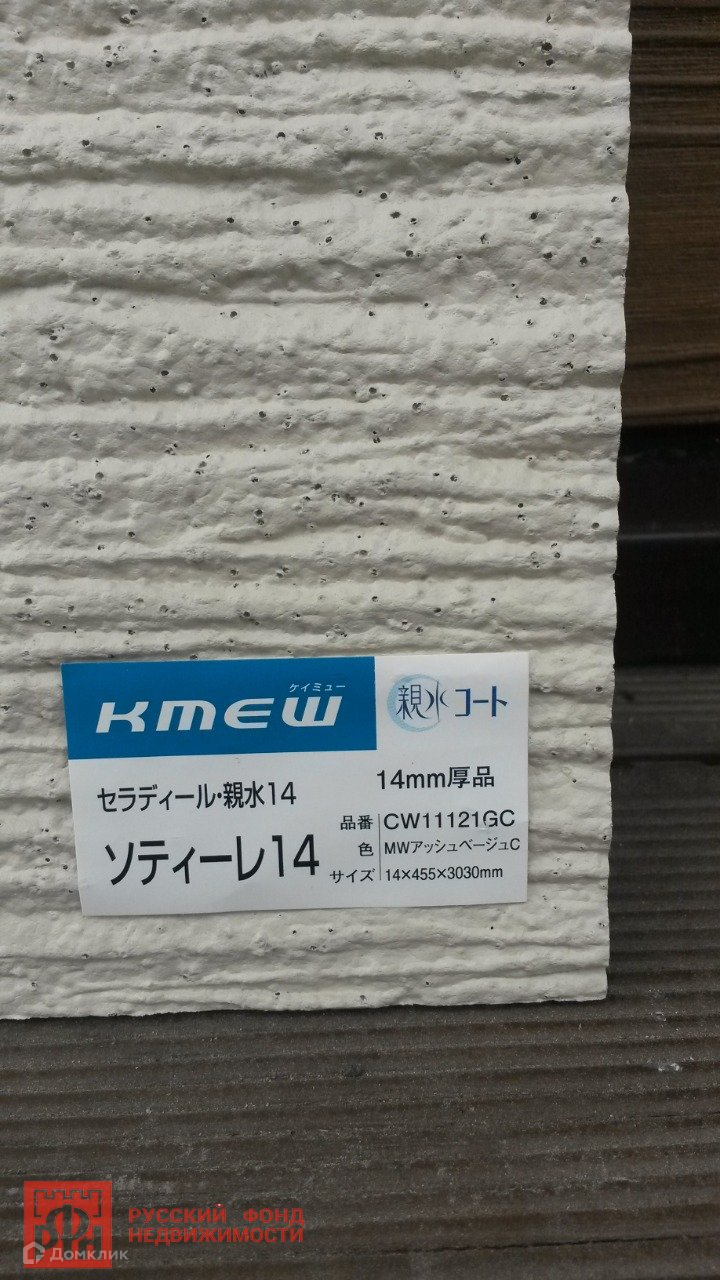 ケイミュー
KMEW
親水コート
セラディール・親水14
14mm厚品
ソティーレ14
品番 CW11121GC
色 MWアッシュベージュC
サイズ 14×455×3030mm
РУССКИЙ ФОНД
НЕДВИЖИМОСТИ
Домклик